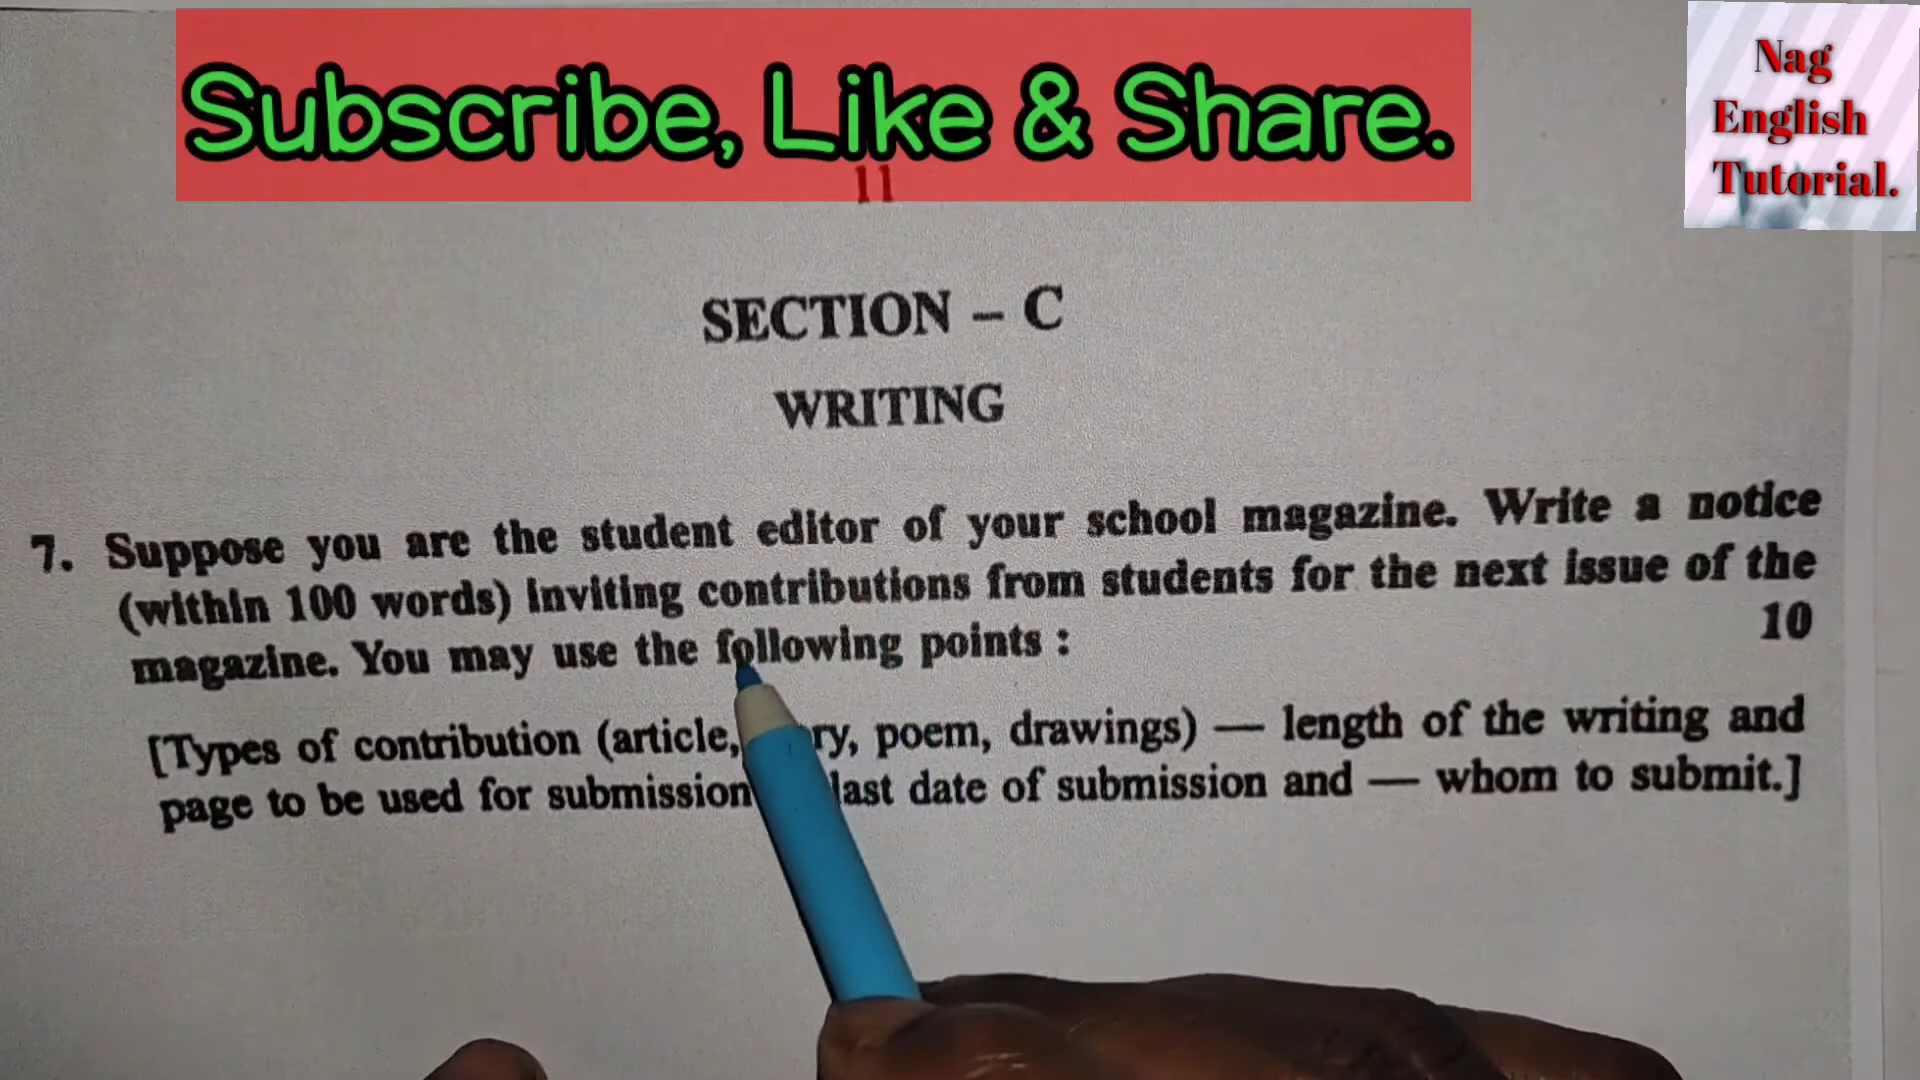 Subscribe, Like & Share.
Nag
English
Tutorial.
11
SECTION – C
WRITING
7. Suppose you are the student editor of your school magazine. Write a notice
(within 100 words) inviting contributions from students for the next issue of the
magazine. You may use the following points : 10
[Types of contribution (article, poem, drawings) — length of the writing and
page to be used for submission last date of submission and — whom to submit.]